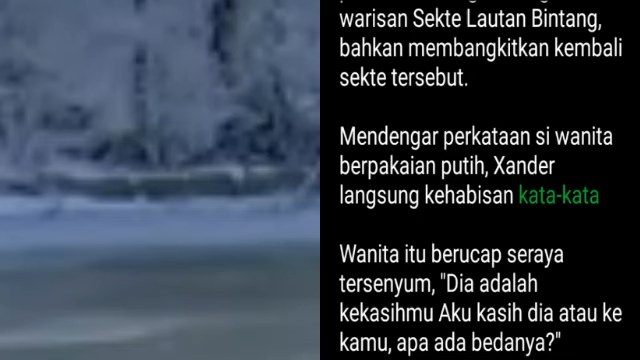 warisan Sekte Lautan Bintang,
bahkan membangkitkan kembali
sekte tersebut.
Mendengar perkataan si wanita
berpakaian putih, Xander
langsung kehabisan kata-kata
Wanita itu berucap seraya
tersenyum, "Dia adalah
kekasihmu Aku kasih dia atau ke
kamu, apa ada bedanya?"